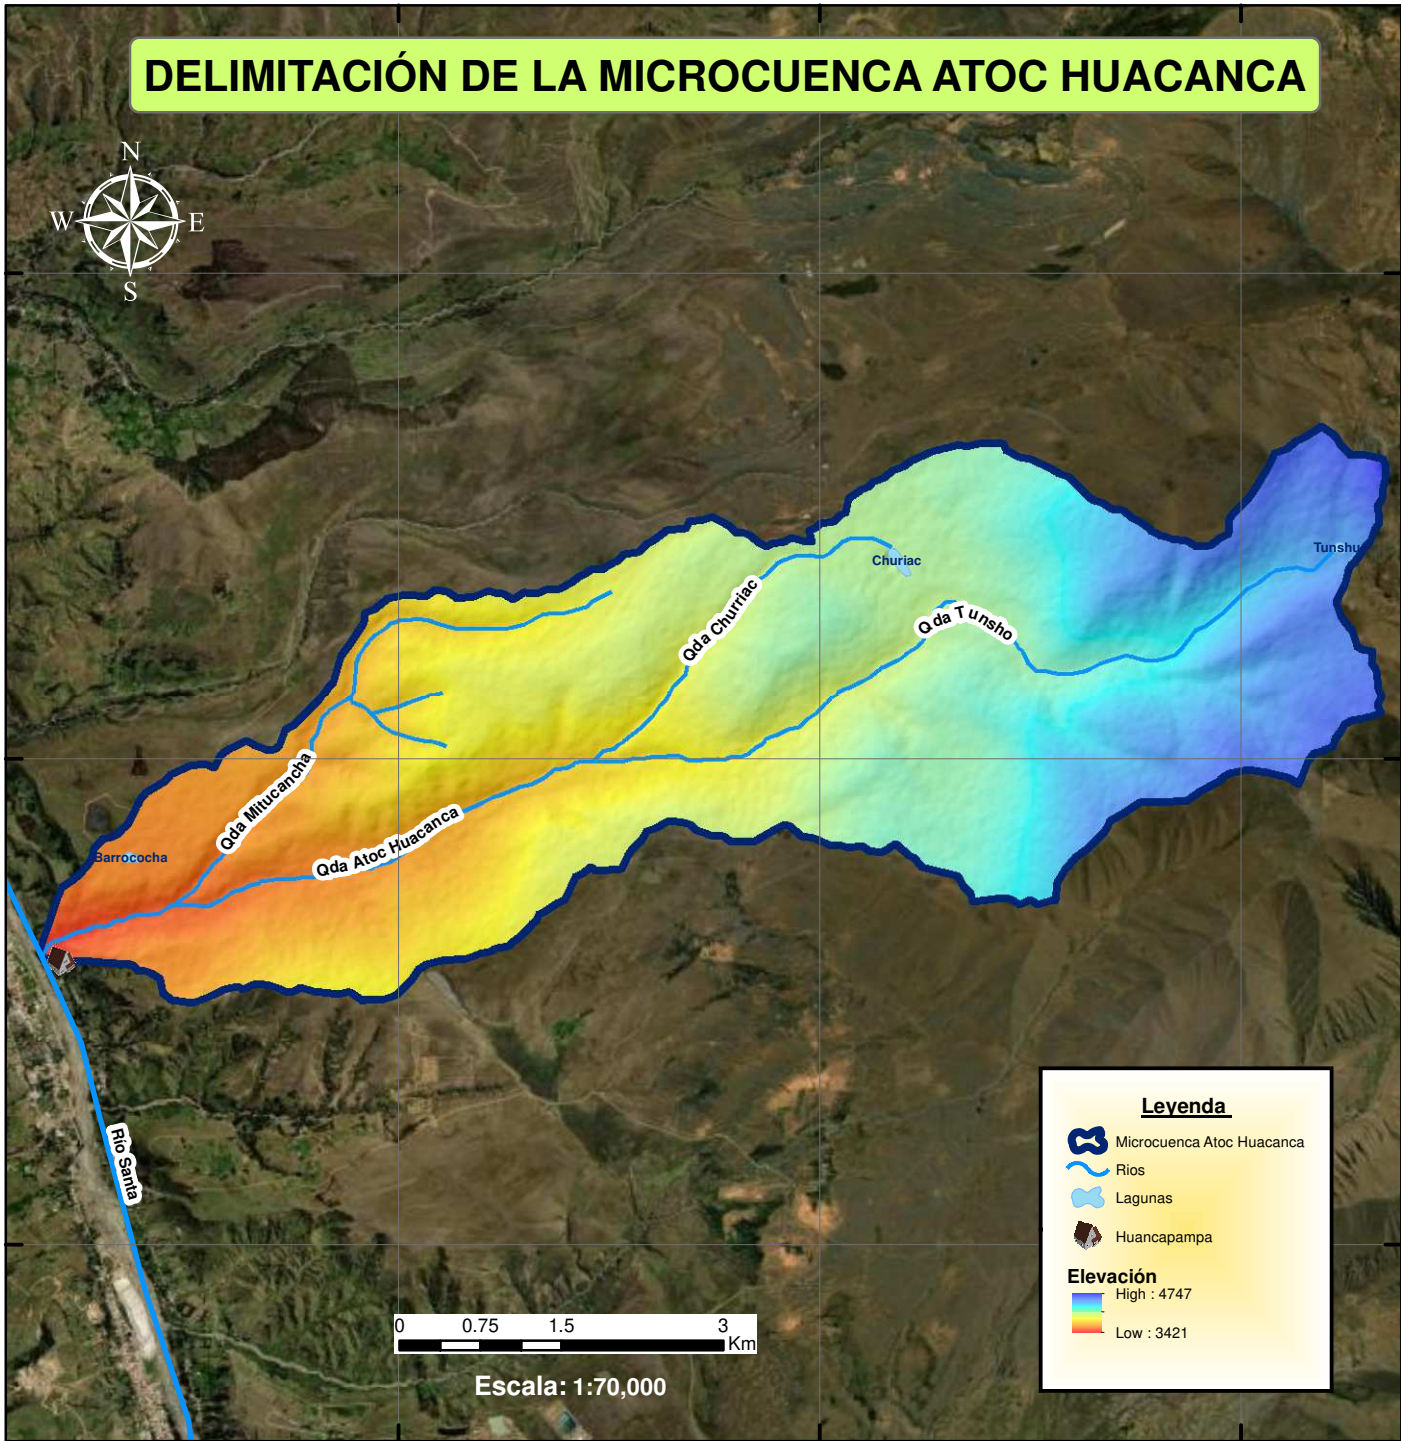 DELIMITACIÓN DE LA MICROCUENCA ATOC HUACANCA
N
W E
S
Churiac
Tunshu
Qda Churriac
Qda Tunsho
Qda Mitucancha
Qda Atoc Huacanca
Barrococha
Río Santa
Leyenda
Microcuenca Atoc Huacanca
Rios
Lagunas
Huancapampa
Elevación
High : 4747
Low : 3421
0 0.75 1.5 3
Km
Escala: 1:70,000